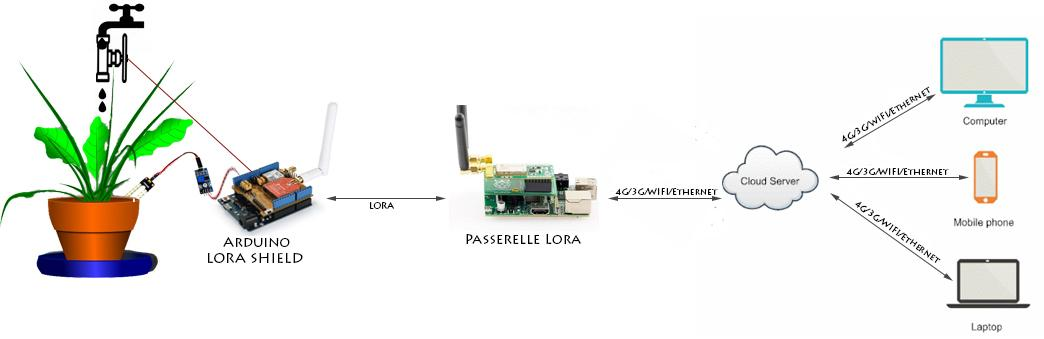 ARDUINO
LORA SHIELD
LORA
PASSERELLE LORA
4G/3G/WIFI/ETHERNET
Cloud Server
4G/3G/WIFI/ETHERNET
Computer
4G/3G/WIFI/ETHERNET
Mobile phone
4G/3G/WIFI/ETHERNET
Laptop